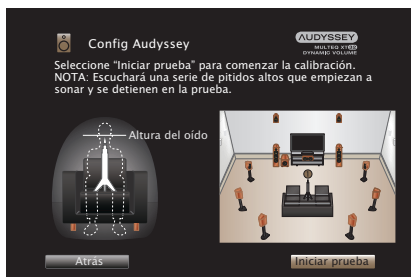 Config Audyssey
AUDYSSEY
MULTEQ XT32
DYNAMIC VOLUME
Seleccione “Iniciar prueba” para comenzar la calibración.
NOTA: Escuchará una serie de pitidos altos que empiezan a
sonar y se detienen en la prueba.
Altura del oído
Atrás
Iniciar prueba